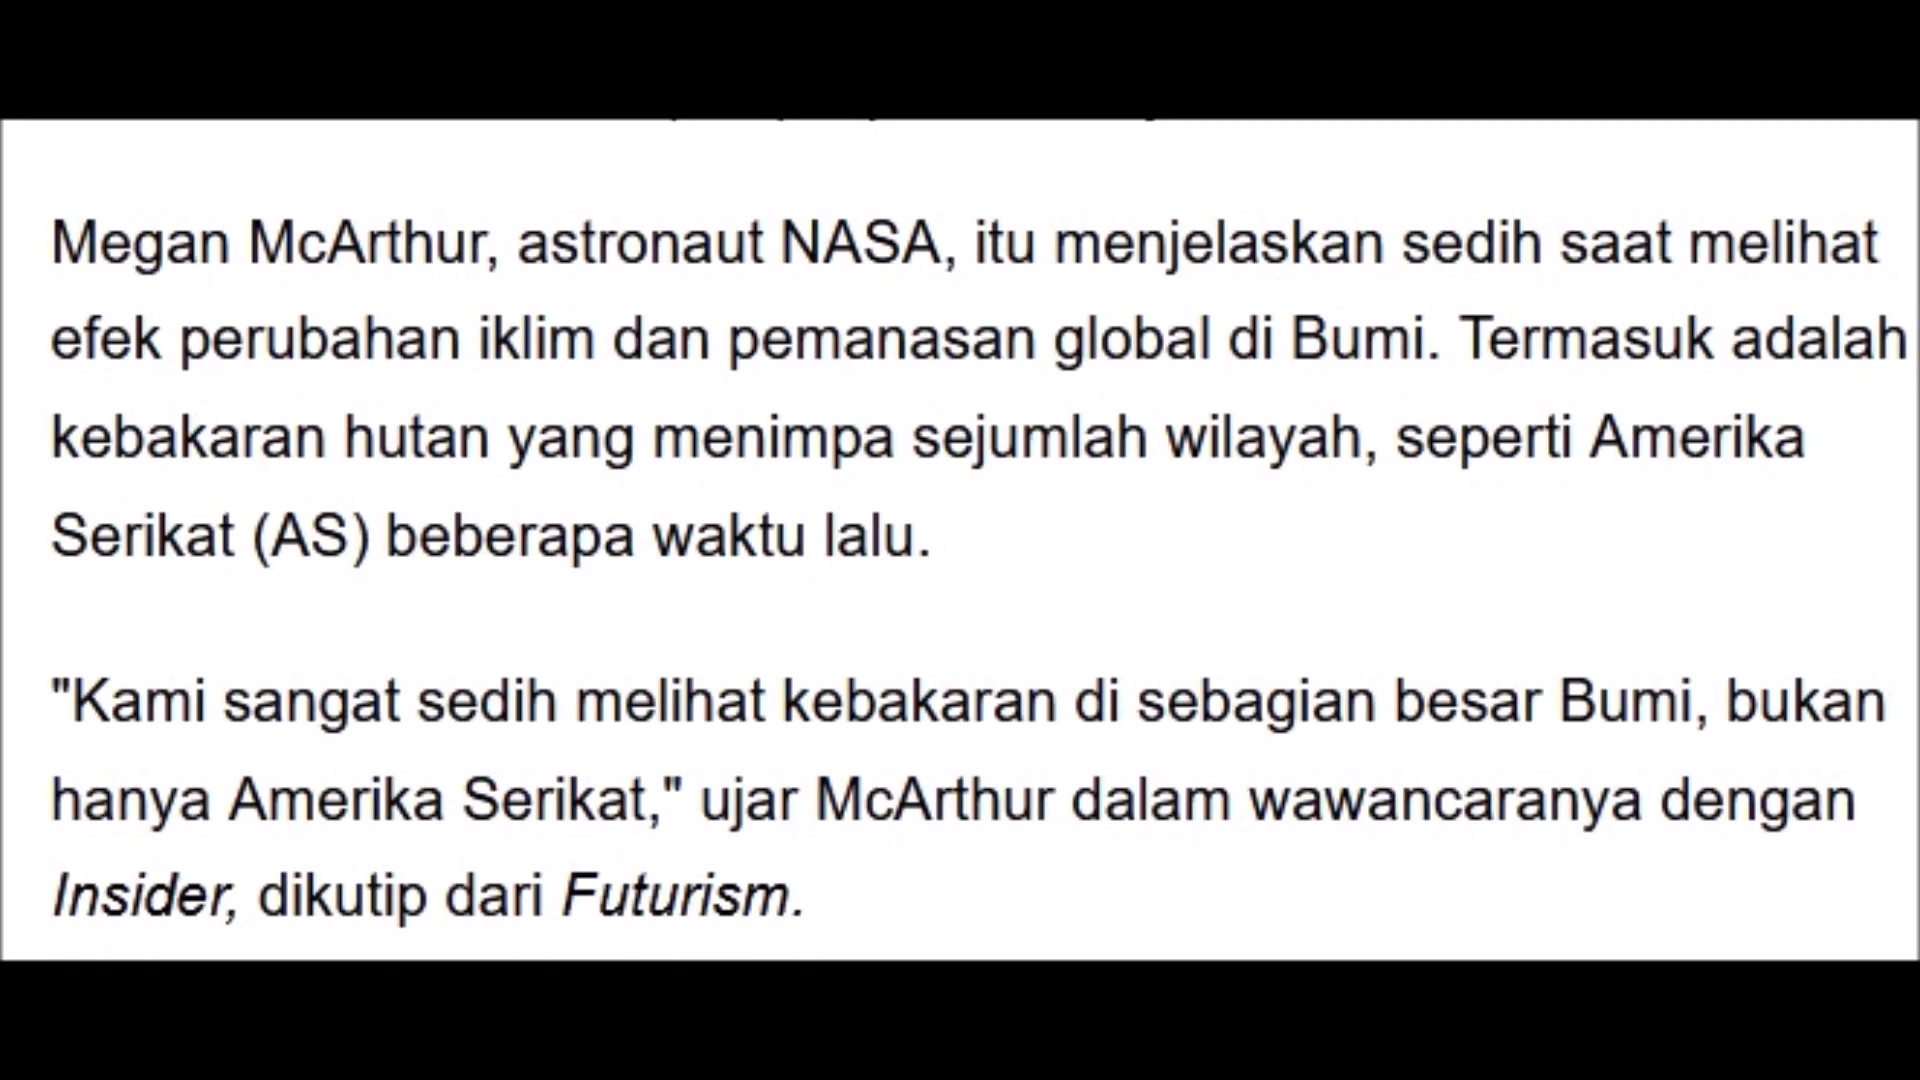 Megan McArthur, astronaut NASA, itu menjelaskan sedih saat melihat
efek perubahan iklim dan pemanasan global di Bumi. Termasuk adalah
kebakaran hutan yang menimpa sejumlah wilayah, seperti Amerika
Serikat (AS) beberapa waktu lalu.
"Kami sangat sedih melihat kebakaran di sebagian besar Bumi, bukan
hanya Amerika Serikat," ujar McArthur dalam wawancaranya dengan
Insider, dikutip dari Futurism.